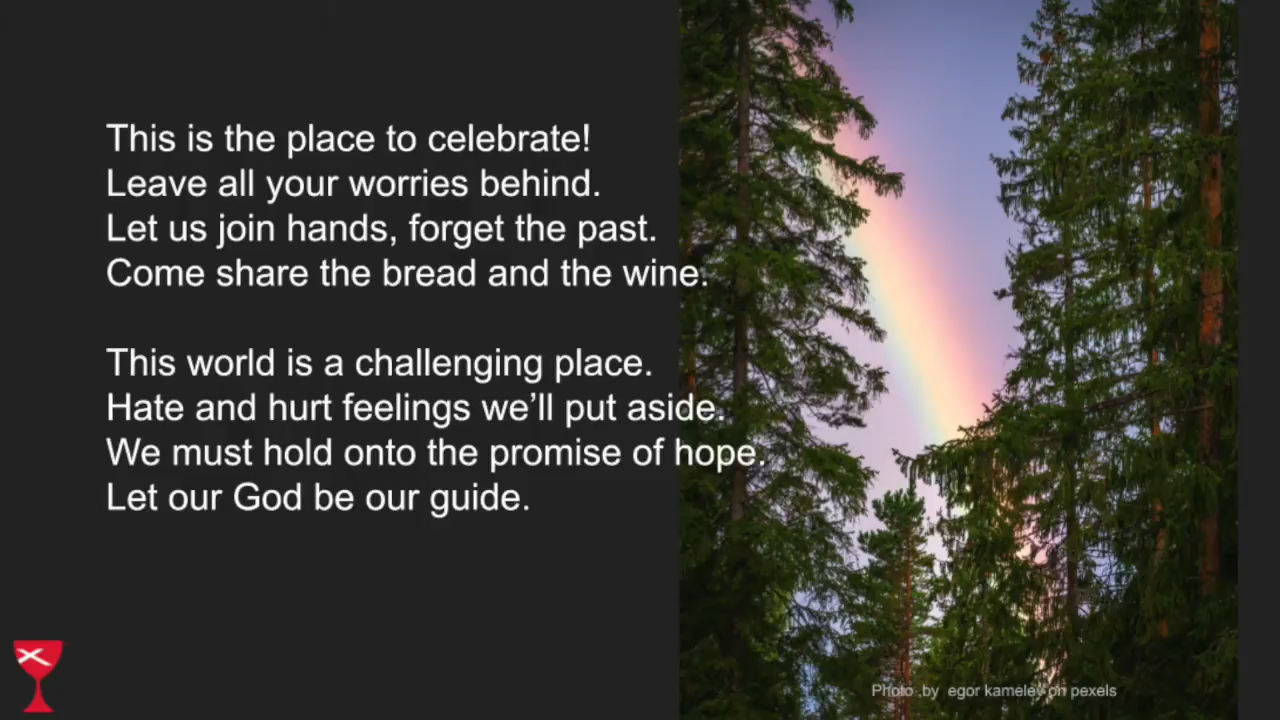 This is the place to celebrate!
Leave all your worries behind.
Let us join hands, forget the past.
Come share the bread and the wine.
This world is a challenging place.
Hate and hurt feelings we’ll put aside.
We must hold onto the promise of hope.
Let our God be our guide.
Photo by egor kamelev on pexels